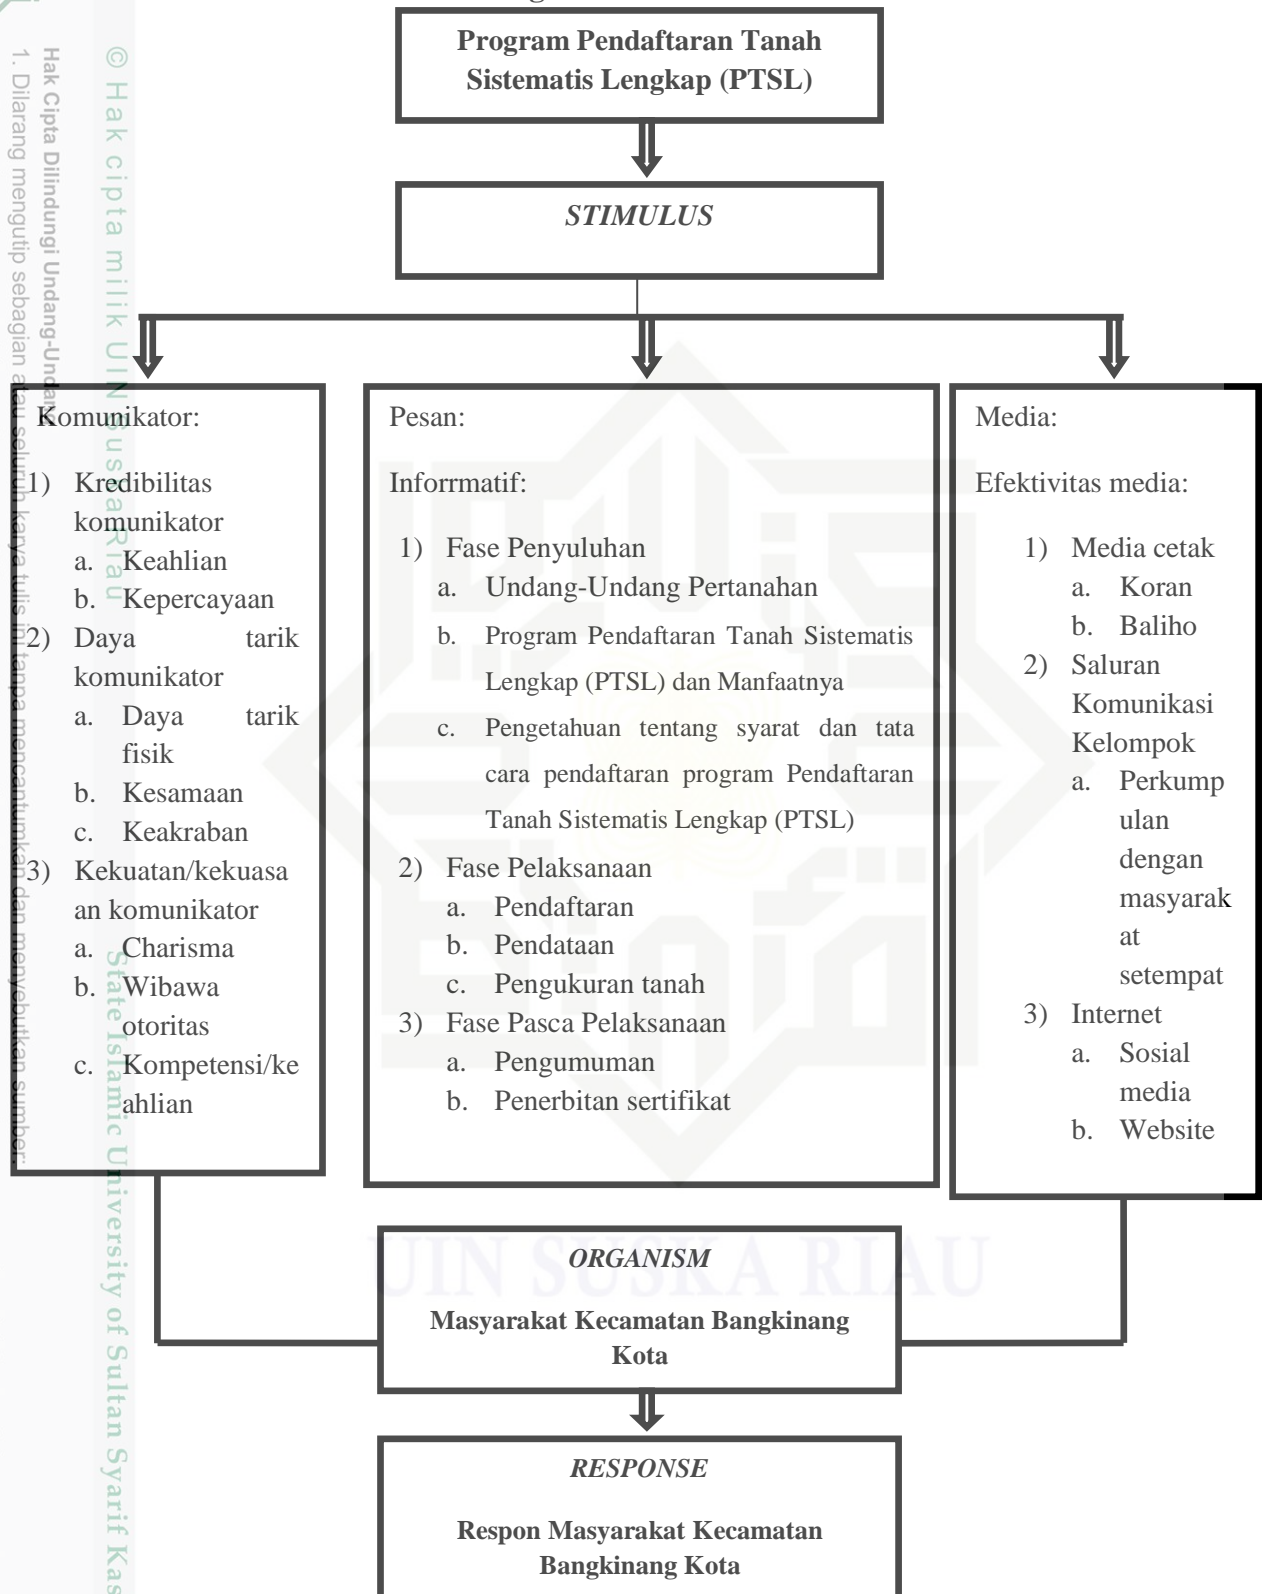 Program Pendaftaran Tanah
Sistematis Lengkap (PTSL)
STIMULUS
Komunikator:
1) Kredibilitas
komunikator
a. Keahlian
b. Kepercayaan
2) Daya tarik
komunikator
a. Daya tarik
fisik
b. Kesamaan
c. Keakraban
3) Kekuatan/kekuasa
an komunikator
a. Charisma
b. Wibawa
otoritas
c. Kompetensi/ke
ahlian
Pesan:
Inforrmatif:
1) Fase Penyuluhan
a. Undang-Undang Pertanahan
b. Program Pendaftaran Tanah Sistematis
Lengkap (PTSL) dan Manfaatnya
c. Pengetahuan tentang syarat dan tata
cara pendaftaran program Pendaftaran
Tanah Sistematis Lengkap (PTSL)
2) Fase Pelaksanaan
a. Pendaftaran
b. Pendataan
c. Pengukuran tanah
3) Fase Pasca Pelaksanaan
a. Pengumuman
b. Penerbitan sertifikat
Media:
Efektivitas media:
1) Media cetak
a. Koran
b. Baliho
2) Saluran
Komunikasi
Kelompok
a. Perkump
ulan
dengan
masyarak
at
setempat
3) Internet
a. Sosial
media
b. Website
ORGANISM
Masyarakat Kecamatan Bangkinang
Kota
RESPONSE
Respon Masyarakat Kecamatan
Bangkinang Kota
UIN SUSKA RIAU
© Hak cipta milik UIN Suska Riau
State Islamic University of Sultan Syarif Kas
Hak Cipta Dilindungi Undang-Undang
1. Dilarang mengutip sebagian atau seluruh karya tulis ini tanpa mencantumkan dan menyebutkan sumber: